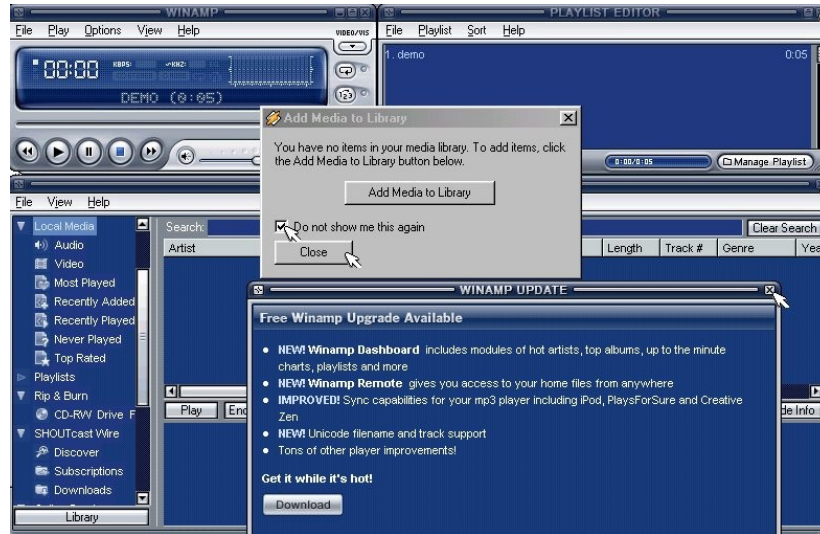 WINAMP
File Play Options View Help
VIDEO/VIS
00:00 KBPS: KHZ:
DEMO (0:05)
PLAYLIST EDITOR
File Playlist Sort Help
1. demo 0:05
0:00/0:05 Manage Playlist
Add Media to Library
You have no items in your media library. To add items, click
the Add Media to Library button below.
Add Media to Library
Do not show me this again
Close
File View Help
Local Media
Audio
Video
Most Played
Recently Added
Recently Played
Never Played
Top Rated
Playlists
Rip & Burn
CD-RW Drive F
SHOUTcast Wire
Discover
Subscriptions
Downloads
Library
Search: Clear Search
Artist Length Track # Genre Yea
Play Enq
de Info
WINAMP UPDATE
Free Winamp Upgrade Available
• NEW! Winamp Dashboard includes modules of hot artists, top albums, up to the minute
charts, playlists and more
• NEW! Winamp Remote gives you access to your home files from anywhere
• IMPROVED! Sync capabilities for your mp3 player including iPod, PlaysForSure and Creative
Zen
• NEW! Unicode filename and track support
• Tons of other player improvements!
Get it while it's hot!
Download